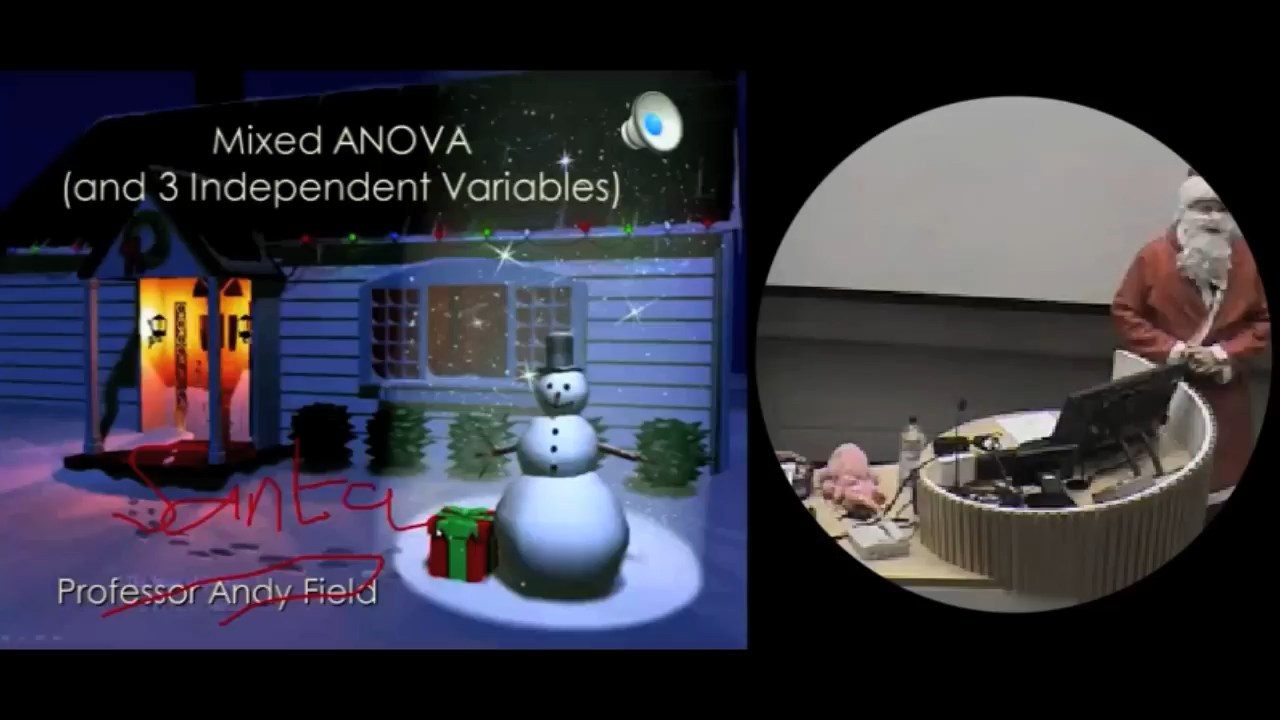 Mixed ANOVA
(and 3 Independent Variables)
Santa
Professor Andy Field